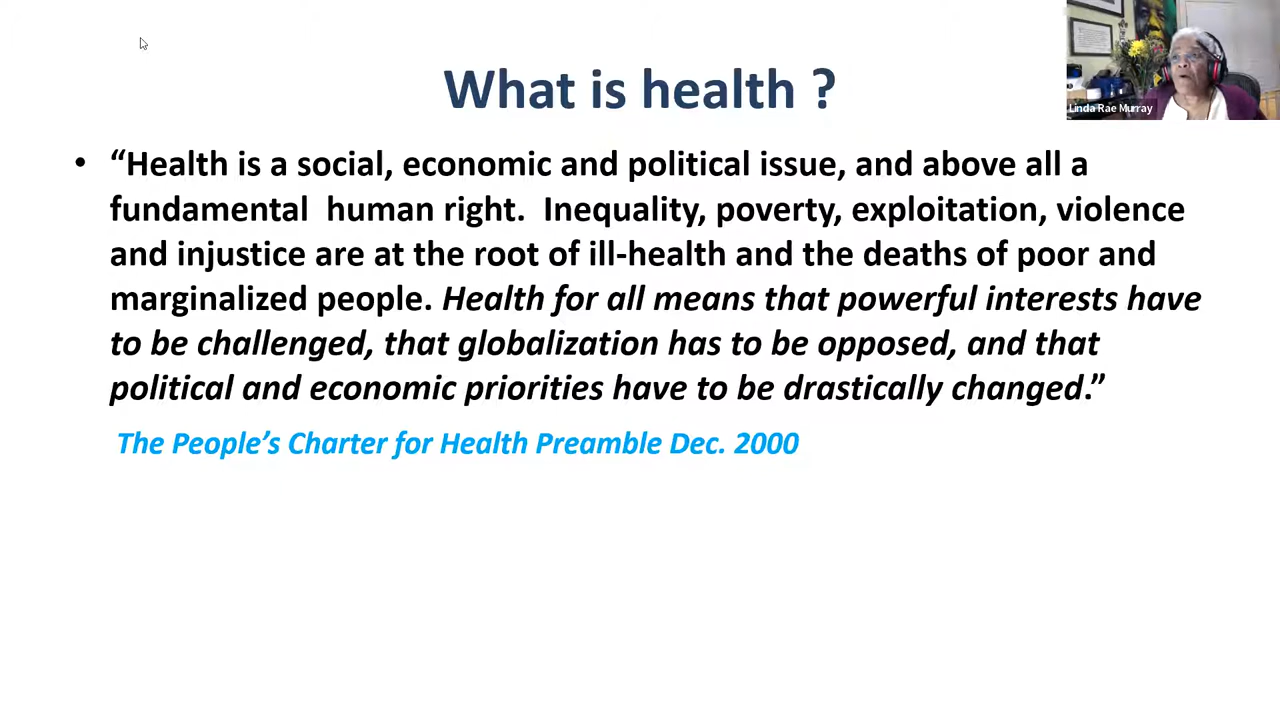 What is health ?
• “Health is a social, economic and political issue, and above all a
fundamental human right. Inequality, poverty, exploitation, violence
and injustice are at the root of ill-health and the deaths of poor and
marginalized people. Health for all means that powerful interests have
to be challenged, that globalization has to be opposed, and that
political and economic priorities have to be drastically changed.”
The People’s Charter for Health Preamble Dec. 2000
Linda Rae Murray